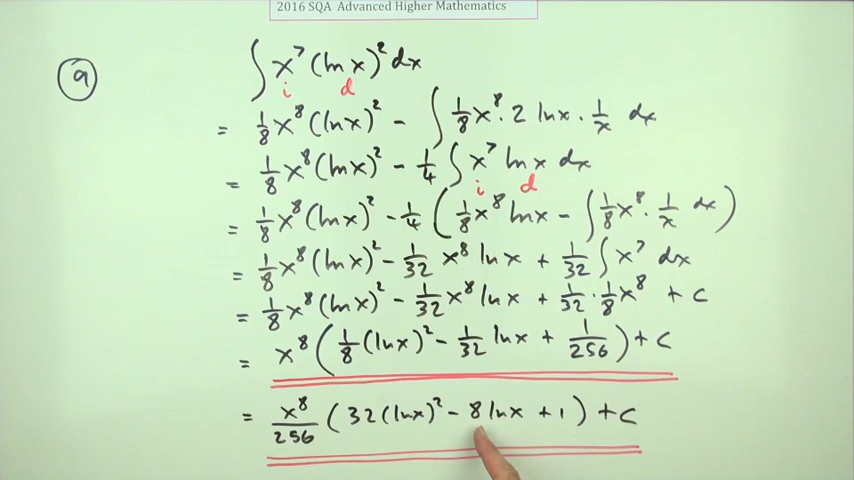 2016 SQA Advanced Higher Mathematics
9 ∫ x⁷ (ln x)² dx
i d
= 1/8 x⁸ (ln x)² - ∫ 1/8 x⁸ · 2 ln x · 1/x dx
= 1/8 x⁸ (ln x)² - 1/4 ∫ x⁷ ln x dx
i d
= 1/8 x⁸ (ln x)² - 1/4 ( 1/8 x⁸ ln x - ∫ 1/8 x⁸ · 1/x dx )
= 1/8 x⁸ (ln x)² - 1/32 x⁸ ln x + 1/32 ∫ x⁷ dx
= 1/8 x⁸ (ln x)² - 1/32 x⁸ ln x + 1/32 · 1/8 x⁸ + c
= x⁸ ( 1/8 (ln x)² - 1/32 ln x + 1/256 ) + c
= x⁸/256 ( 32 (ln x)² - 8 ln x + 1 ) + c